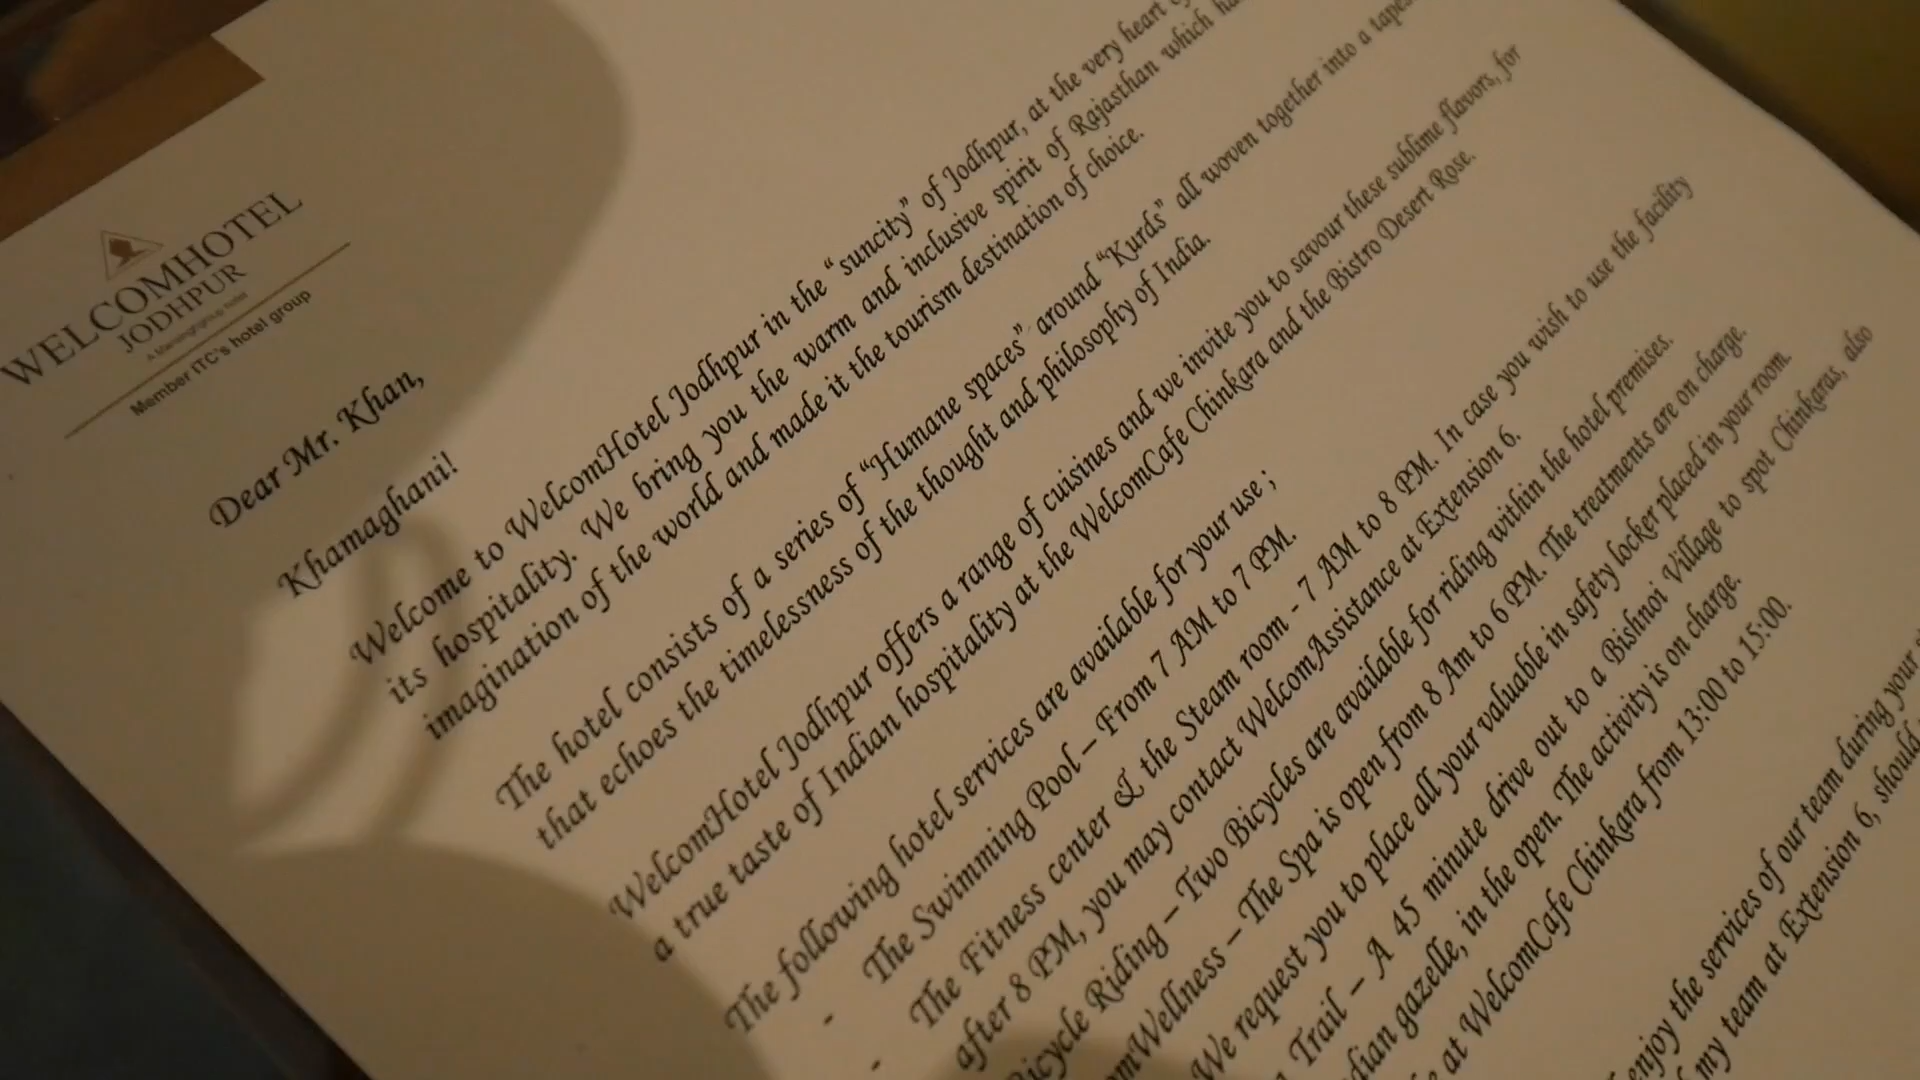 WELCOMHOTEL
JODHPUR
Member ITC's hotel group
Dear Mr. Khan,
Khamaghani!
Welcome to WelcomHotel Jodhpur in the "suncity" of Jodhpur, at the very heart
its hospitality. We bring you the warm and inclusive spirit of Rajasthan which
imagination of the world and made it the tourism destination of choice.
The hotel consists of a series of "Humane spaces" around "Kurds" all woven together into a
that echoes the timelessness of the thought and philosophy of India.
WelcomHotel Jodhpur offers a range of cuisines and we invite you to savour these sublime flavors, for
a true taste of Indian hospitality at the WelcomCafe Chinkara and the Bistro Desert Rose.
The following hotel services are available for your use ;
- The Swimming Pool – From 7 AM to 7 PM.
- The Fitness center & the Steam room - 7 AM to 8 PM. In case you wish to use the facility
after 8 PM, you may contact WelcomAssistance at Extension 6.
Riding – Two Bicycles are available for riding within the hotel premises.
– The Spa is open from 8 Am to 6 PM. The treatments are on charge.
We request you to place all your valuable in safety locker placed in your room.
Trail – A 45 minute drive out to a Bishnoi Village to spot Chinkaras, also
gazelle, in the open. The activity is on charge.
at WelcomCafe Chinkara from 13:00 to 15:00.
enjoy the services of our team during your
my team at Extension 6, should